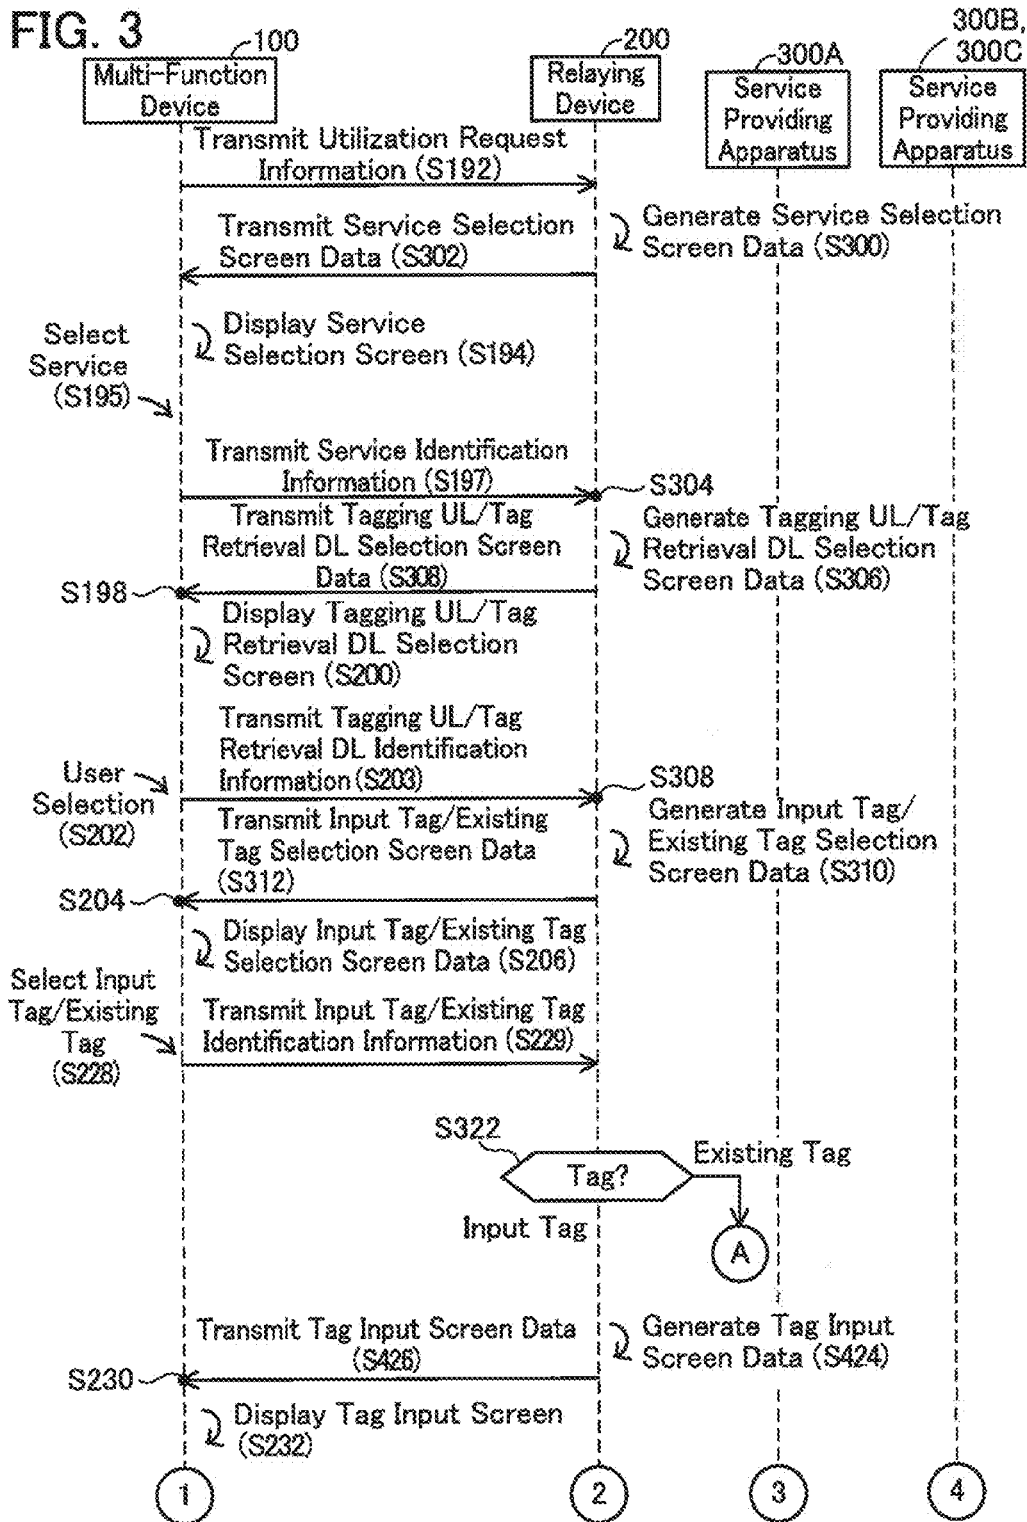 FIG. 3
100
200
300A
300B,
300C
Multi-Function
Device
Relaying
Device
Service
Providing
Apparatus
Service
Providing
Apparatus
Transmit Utilization Request
Information (S192)
Transmit Service Selection
Screen Data (S302)
Generate Service Selection
Screen Data (S300)
Select
Service
(S195)
Display Service
Selection Screen (S194)
Transmit Service Identification
Information (S197)
S304
Transmit Tagging UL/Tag
Retrieval DL Selection Screen
Data (S308)
Generate Tagging UL/Tag
Retrieval DL Selection
Screen Data (S306)
S198
Display Tagging UL/Tag
Retrieval DL Selection
Screen (S200)
Transmit Tagging UL/Tag
Retrieval DL Identification
Information (S203)
User
Selection
(S202)
S308
Transmit Input Tag/Existing
Tag Selection Screen Data
(S312)
Generate Input Tag/
Existing Tag Selection
Screen Data (S310)
S204
Display Input Tag/Existing Tag
Selection Screen Data (S206)
Select Input
Tag/Existing
Tag
(S228)
Transmit Input Tag/Existing Tag
Identification Information (S229)
S322
Tag?
Existing Tag
Input Tag
A
Transmit Tag Input Screen Data
(S426)
Generate Tag Input
Screen Data (S424)
S230
Display Tag Input Screen
(S232)
1
2
3
4